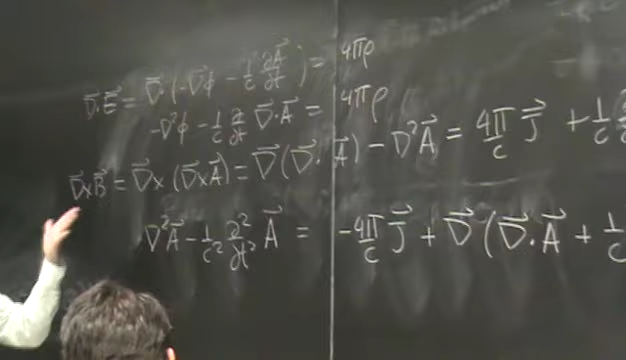 ∇⃗·E⃗ = ∇⃗·(-∇⃗ϕ - 1/c ∂A⃗/∂t) = 4πρ
-∇²ϕ - 1/c ∂/∂t ∇⃗·A⃗ = 4πρ
∇⃗×B⃗ = ∇⃗×(∇⃗×A⃗) = ∇⃗(∇⃗·A⃗) - ∇²A⃗ = 4π/c J⃗ + 1/c
∇²A⃗ - 1/c² ∂²/∂t² A⃗ = -4π/c J⃗ + ∇⃗(∇⃗·A⃗ + 1/c